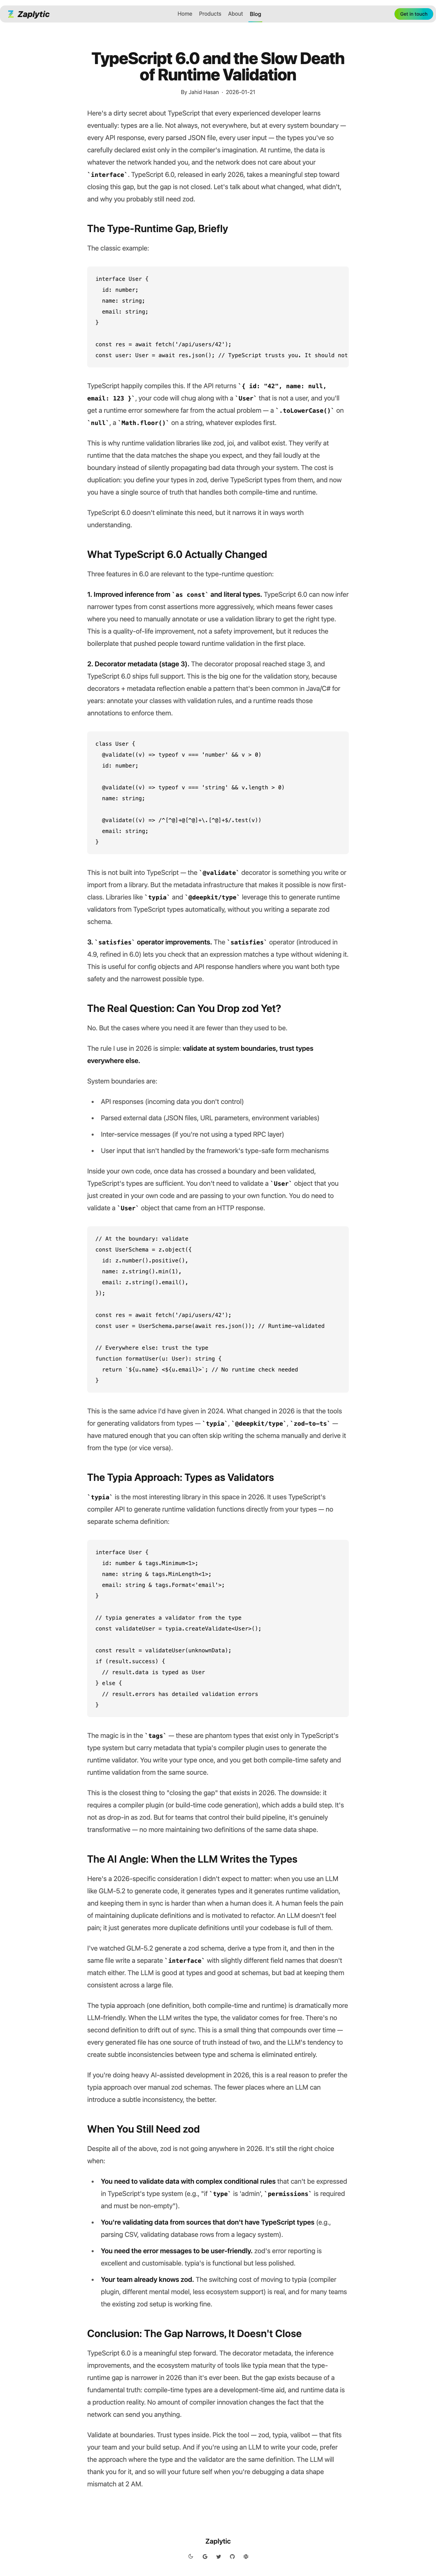 Zaplytic
Home
Products
About
Blog
Get in touch
TypeScript 6.0 and the Slow Death
of Runtime Validation
By Jahid Hasan · 2026-01-21
Here's a dirty secret about TypeScript that every experienced developer learns
eventually: types are a lie. Not always, not everywhere, but at every system boundary —
every API response, every parsed JSON file, every user input — the types you've so
carefully declared exist only in the compiler's imagination. At runtime, the data is
whatever the network handed you, and the network does not care about your
`interface`. TypeScript 6.0, released in early 2026, takes a meaningful step toward
closing this gap, but the gap is not closed. Let's talk about what changed, what didn't,
and why you probably still need zod.
The Type-Runtime Gap, Briefly
The classic example:
interface User {
  id: number;
  name: string;
  email: string;
}
const res = await fetch('/api/users/42');
const user: User = await res.json(); // TypeScript trusts you. It should not
TypeScript happily compiles this. If the API returns `{ id: "42", name: null,
email: 123 }`, your code will chug along with a `User` that is not a user, and you'll
get a runtime error somewhere far from the actual problem — a `.toLowerCase()` on
`null`, a `Math.floor()` on a string, whatever explodes first.
This is why runtime validation libraries like zod, joi, and valibot exist. They verify at
runtime that the data matches the shape you expect, and they fail loudly at the
boundary instead of silently propagating bad data through your system. The cost is
duplication: you define your types in zod, derive TypeScript types from them, and now
you have a single source of truth that handles both compile-time and runtime.
TypeScript 6.0 doesn't eliminate this need, but it narrows it in ways worth
understanding.
What TypeScript 6.0 Actually Changed
Three features in 6.0 are relevant to the type-runtime question:
1. Improved inference from `as const` and literal types. TypeScript 6.0 can now infer
narrower types from const assertions more aggressively, which means fewer cases
where you need to manually annotate or use a validation library to get the right type.
This is a quality-of-life improvement, not a safety improvement, but it reduces the
boilerplate that pushed people toward runtime validation in the first place.
2. Decorator metadata (stage 3). The decorator proposal reached stage 3, and
TypeScript 6.0 ships full support. This is the big one for the validation story, because
decorators + metadata reflection enable a pattern that's been common in Java/C# for
years: annotate your classes with validation rules, and a runtime reads those
annotations to enforce them.
class User {
  @validate((v) => typeof v === 'number' && v > 0)
  id: number;
  @validate((v) => typeof v === 'string' && v.length > 0)
  name: string;
  @validate((v) => /^[^@]+@[^@]+\.[^@]+$/.test(v))
  email: string;
}
This is not built into TypeScript — the `@validate` decorator is something you write or
import from a library. But the metadata infrastructure that makes it possible is now first-
class. Libraries like `typia` and `@deepkit/type` leverage this to generate runtime
validators from TypeScript types automatically, without you writing a separate zod
schema.
3. `satisfies` operator improvements. The `satisfies` operator (introduced in
4.9, refined in 6.0) lets you check that an expression matches a type without widening it.
This is useful for config objects and API response handlers where you want both type
safety and the narrowest possible type.
The Real Question: Can You Drop zod Yet?
No. But the cases where you need it are fewer than they used to be.
The rule I use in 2026 is simple: validate at system boundaries, trust types
everywhere else.
System boundaries are:
• API responses (incoming data you don't control)
• Parsed external data (JSON files, URL parameters, environment variables)
• Inter-service messages (if you're not using a typed RPC layer)
• User input that isn't handled by the framework's type-safe form mechanisms
Inside your own code, once data has crossed a boundary and been validated,
TypeScript's types are sufficient. You don't need to validate a `User` object that you
just created in your own code and are passing to your own function. You do need to
validate a `User` object that came from an HTTP response.
// At the boundary: validate
const UserSchema = z.object({
  id: z.number().positive(),
  name: z.string().min(1),
  email: z.string().email(),
});
const res = await fetch('/api/users/42');
const user = UserSchema.parse(await res.json()); // Runtime-validated
// Everywhere else: trust the type
function formatUser(u: User): string {
  return `${u.name} <${u.email}>`; // No runtime check needed
}
This is the same advice I'd have given in 2024. What changed in 2026 is that the tools
for generating validators from types — `typia`, `@deepkit/type`, `zod-to-ts` —
have matured enough that you can often skip writing the schema manually and derive it
from the type (or vice versa).
The Typia Approach: Types as Validators
`typia` is the most interesting library in this space in 2026. It uses TypeScript's
compiler API to generate runtime validation functions directly from your types — no
separate schema definition:
interface User {
  id: number & tags.Minimum<1>;
  name: string & tags.MinLength<1>;
  email: string & tags.Format<'email'>;
}
// typia generates a validator from the type
const validateUser = typia.createValidate<User>();
const result = validateUser(unknownData);
if (result.success) {
  // result.data is typed as User
} else {
  // result.errors has detailed validation errors
}
The magic is in the `tags` — these are phantom types that exist only in TypeScript's
type system but carry metadata that typia's compiler plugin uses to generate the
runtime validator. You write your type once, and you get both compile-time safety and
runtime validation from the same source.
This is the closest thing to "closing the gap" that exists in 2026. The downside: it
requires a compiler plugin (or build-time code generation), which adds a build step. It's
not as drop-in as zod. But for teams that control their build pipeline, it's genuinely
transformative — no more maintaining two definitions of the same data shape.
The AI Angle: When the LLM Writes the Types
Here's a 2026-specific consideration I didn't expect to matter: when you use an LLM
like GLM-5.2 to generate code, it generates types and it generates runtime validation,
and keeping them in sync is harder than when a human does it. A human feels the pain
of maintaining duplicate definitions and is motivated to refactor. An LLM doesn't feel
pain; it just generates more duplicate definitions until your codebase is full of them.
I've watched GLM-5.2 generate a zod schema, derive a type from it, and then in the
same file write a separate `interface` with slightly different field names that doesn't
match either. The LLM is good at types and good at schemas, but bad at keeping them
consistent across a large file.
The typia approach (one definition, both compile-time and runtime) is dramatically more
LLM-friendly. When the LLM writes the type, the validator comes for free. There's no
second definition to drift out of sync. This is a small thing that compounds over time —
every generated file has one source of truth instead of two, and the LLM's tendency to
create subtle inconsistencies between type and schema is eliminated entirely.
If you're doing heavy AI-assisted development in 2026, this is a real reason to prefer the
typia approach over manual zod schemas. The fewer places where an LLM can
introduce a subtle inconsistency, the better.
When You Still Need zod
Despite all of the above, zod is not going anywhere in 2026. It's still the right choice
when:
• You need to validate data with complex conditional rules that can't be expressed
in TypeScript's type system (e.g., "if `type` is 'admin', `permissions` is required
and must be non-empty").
• You're validating data from sources that don't have TypeScript types (e.g.,
parsing CSV, validating database rows from a legacy system).
• You need the error messages to be user-friendly. zod's error reporting is
excellent and customisable. typia's is functional but less polished.
• Your team already knows zod. The switching cost of moving to typia (compiler
plugin, different mental model, less ecosystem support) is real, and for many teams
the existing zod setup is working fine.
Conclusion: The Gap Narrows, It Doesn't Close
TypeScript 6.0 is a meaningful step forward. The decorator metadata, the inference
improvements, and the ecosystem maturity of tools like typia mean that the type-
runtime gap is narrower in 2026 than it's ever been. But the gap exists because of a
fundamental truth: compile-time types are a development-time aid, and runtime data is
a production reality. No amount of compiler innovation changes the fact that the
network can send you anything.
Validate at boundaries. Trust types inside. Pick the tool — zod, typia, valibot — that fits
your team and your build setup. And if you're using an LLM to write your code, prefer
the approach where the type and the validator are the same definition. The LLM will
thank you for it, and so will your future self when you're debugging a data shape
mismatch at 2 AM.
Zaplytic